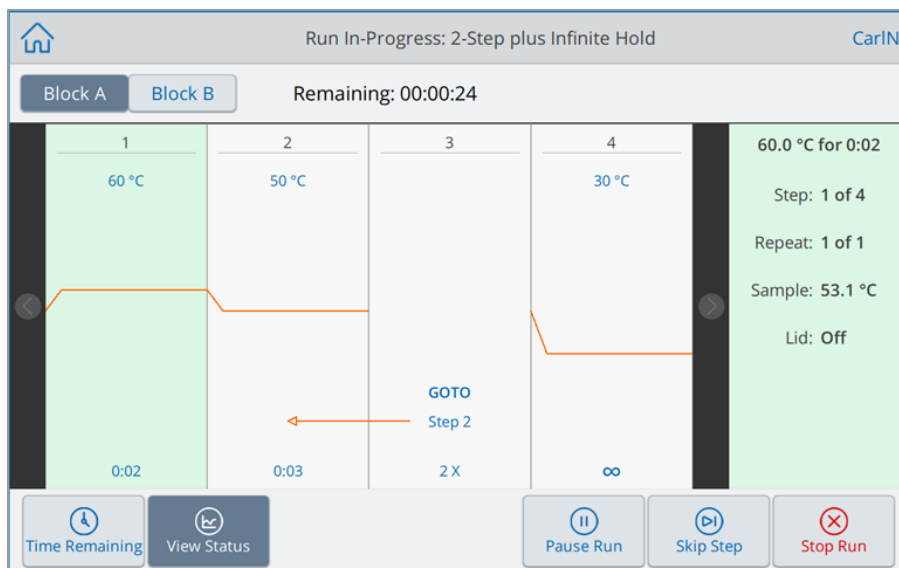 Run In-Progress: 2-Step plus Infinite Hold
CarlN
Block A
Block B
Remaining: 00:00:24
1
2
3
4
60 °C
50 °C
30 °C
GOTO
Step 2
0:02
0:03
2 X
∞
60.0 °C for 0:02
Step: 1 of 4
Repeat: 1 of 1
Sample: 53.1 °C
Lid: Off
Time Remaining
View Status
Pause Run
Skip Step
Stop Run